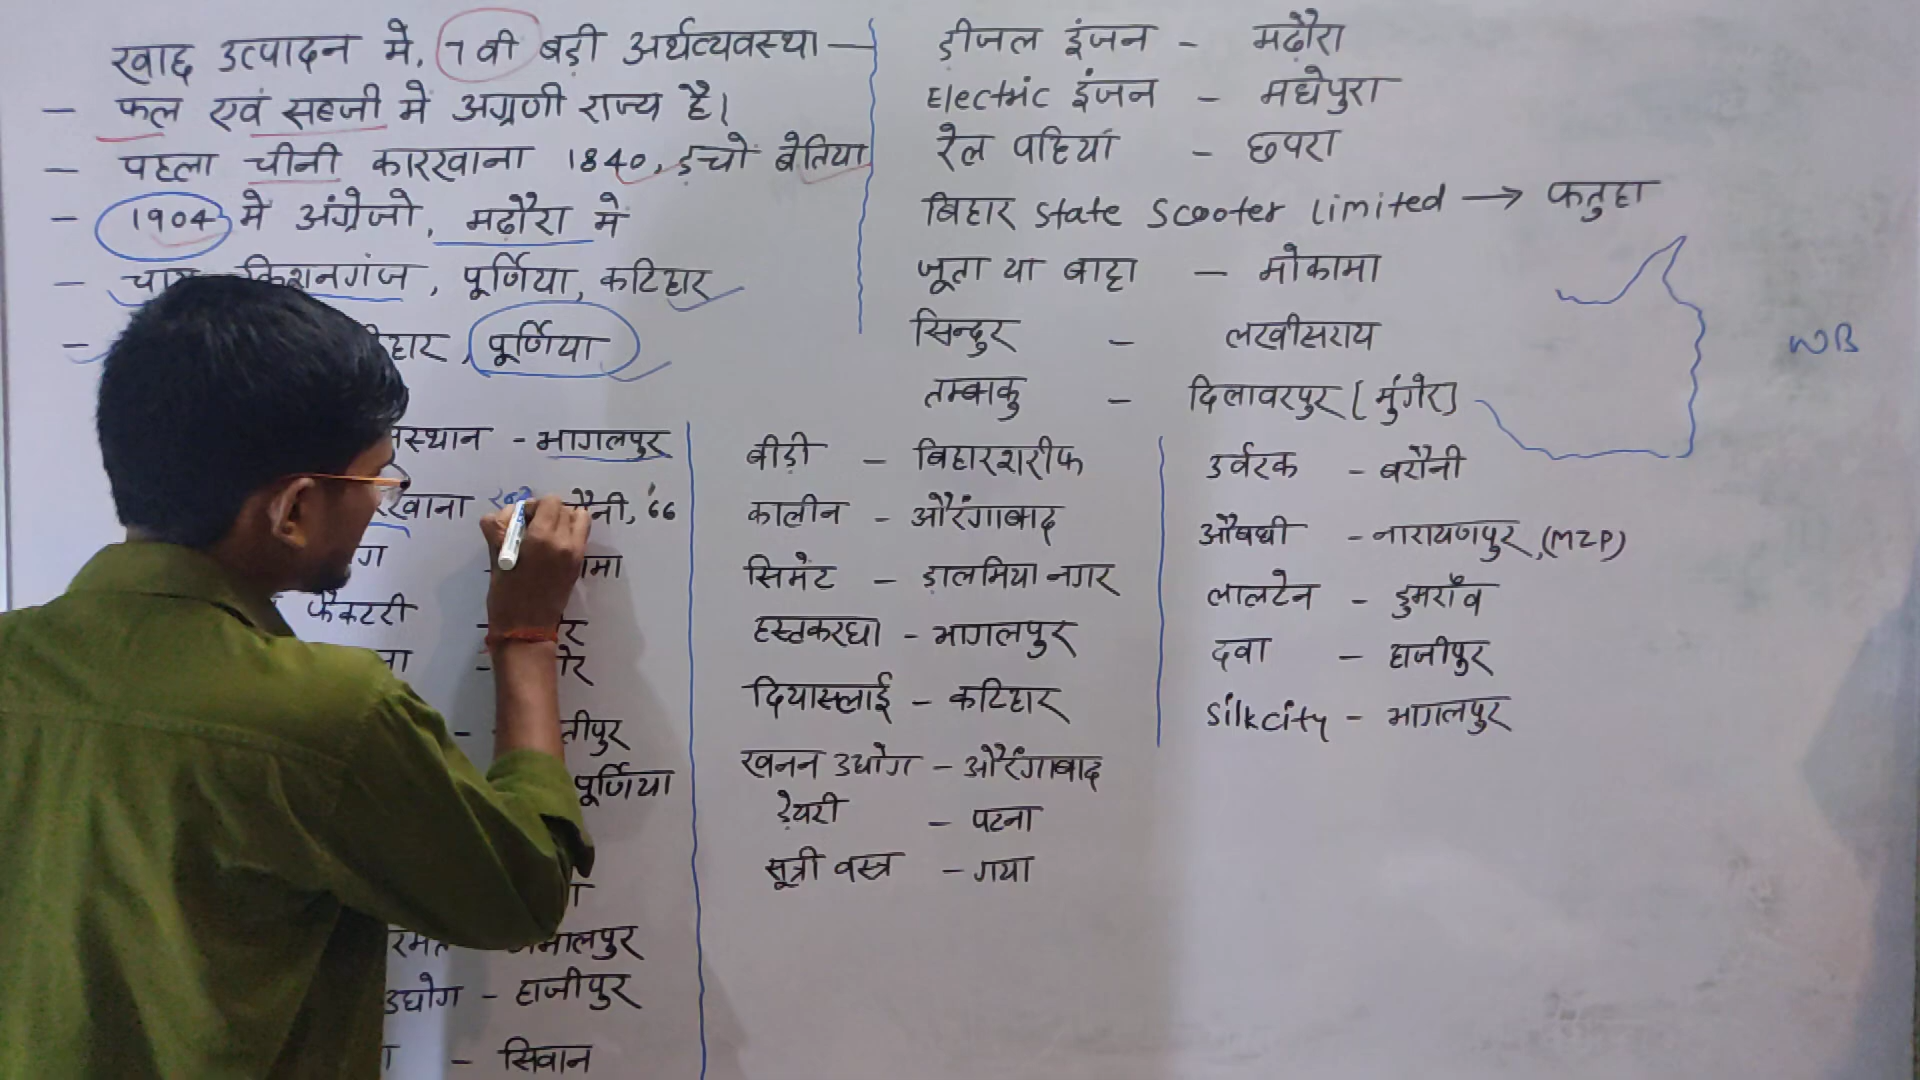 खाद्य उत्पादन मे, 7 वी बड़ी अर्थव्यवस्था —
— फल एवं सब्जी मे अग्रणी राज्य है।
— पहला चीनी कारखाना 1840, डचो बेतिया
— 1904 मे अंग्रेजो, मढ़ौरा मे
— चाय किशनगंज, पूर्णिया, कटिहार
पूर्णिया
- भागलपुर
'66
फैक्टरी
पूर्णिया
जमालपुर
उद्योग - हाजीपुर
- सिवान
डीजल इंजन - मढ़ौरा
Electric इंजन - मधेपुरा
रेल पहिया - छपरा
बिहार State Scooter Limited → फतुहा
जूता या बाटा - मोकामा
सिन्दुर - लखीसराय
तम्बाकु - दिलावरपुर (मुंगेर)
WB
बीड़ी - बिहारशरीफ
कालीन - औरंगाबाद
सिमेंट - डालमिया नगर
हस्तकरघा - भागलपुर
दियासलाई - कटिहार
खनन उद्योग - औरंगाबाद
डेयरी - पटना
सूत्री वस्त्र - गया
उर्वरक - बरौनी
औषधी - नारायणपुर, (MZP)
लालटेन - डुमराँव
दवा - हाजीपुर
Silkcity - भागलपुर